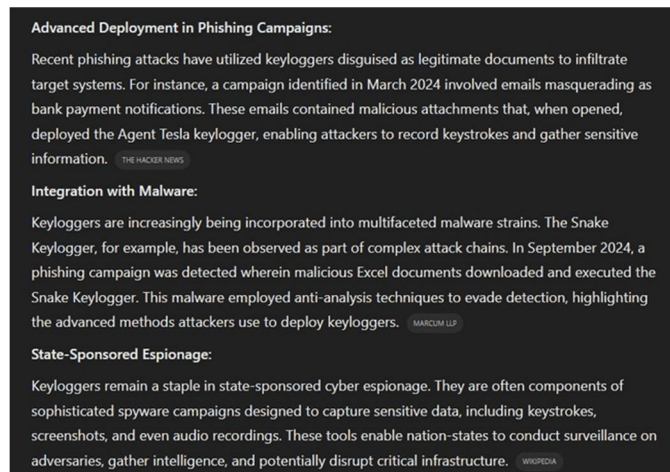 Advanced Deployment in Phishing Campaigns:
Recent phishing attacks have utilized keyloggers disguised as legitimate documents to infiltrate
target systems. For instance, a campaign identified in March 2024 involved emails masquerading as
bank payment notifications. These emails contained malicious attachments that, when opened,
deployed the Agent Tesla keylogger, enabling attackers to record keystrokes and gather sensitive
information. THE HACKER NEWS
Integration with Malware:
Keyloggers are increasingly being incorporated into multifaceted malware strains. The Snake
Keylogger, for example, has been observed as part of complex attack chains. In September 2024, a
phishing campaign was detected wherein malicious Excel documents downloaded and executed the
Snake Keylogger. This malware employed anti-analysis techniques to evade detection, highlighting
the advanced methods attackers use to deploy keyloggers. MARCUM LLP
State-Sponsored Espionage:
Keyloggers remain a staple in state-sponsored cyber espionage. They are often components of
sophisticated spyware campaigns designed to capture sensitive data, including keystrokes,
screenshots, and even audio recordings. These tools enable nation-states to conduct surveillance on
adversaries, gather intelligence, and potentially disrupt critical infrastructure. WIKIPEDIA